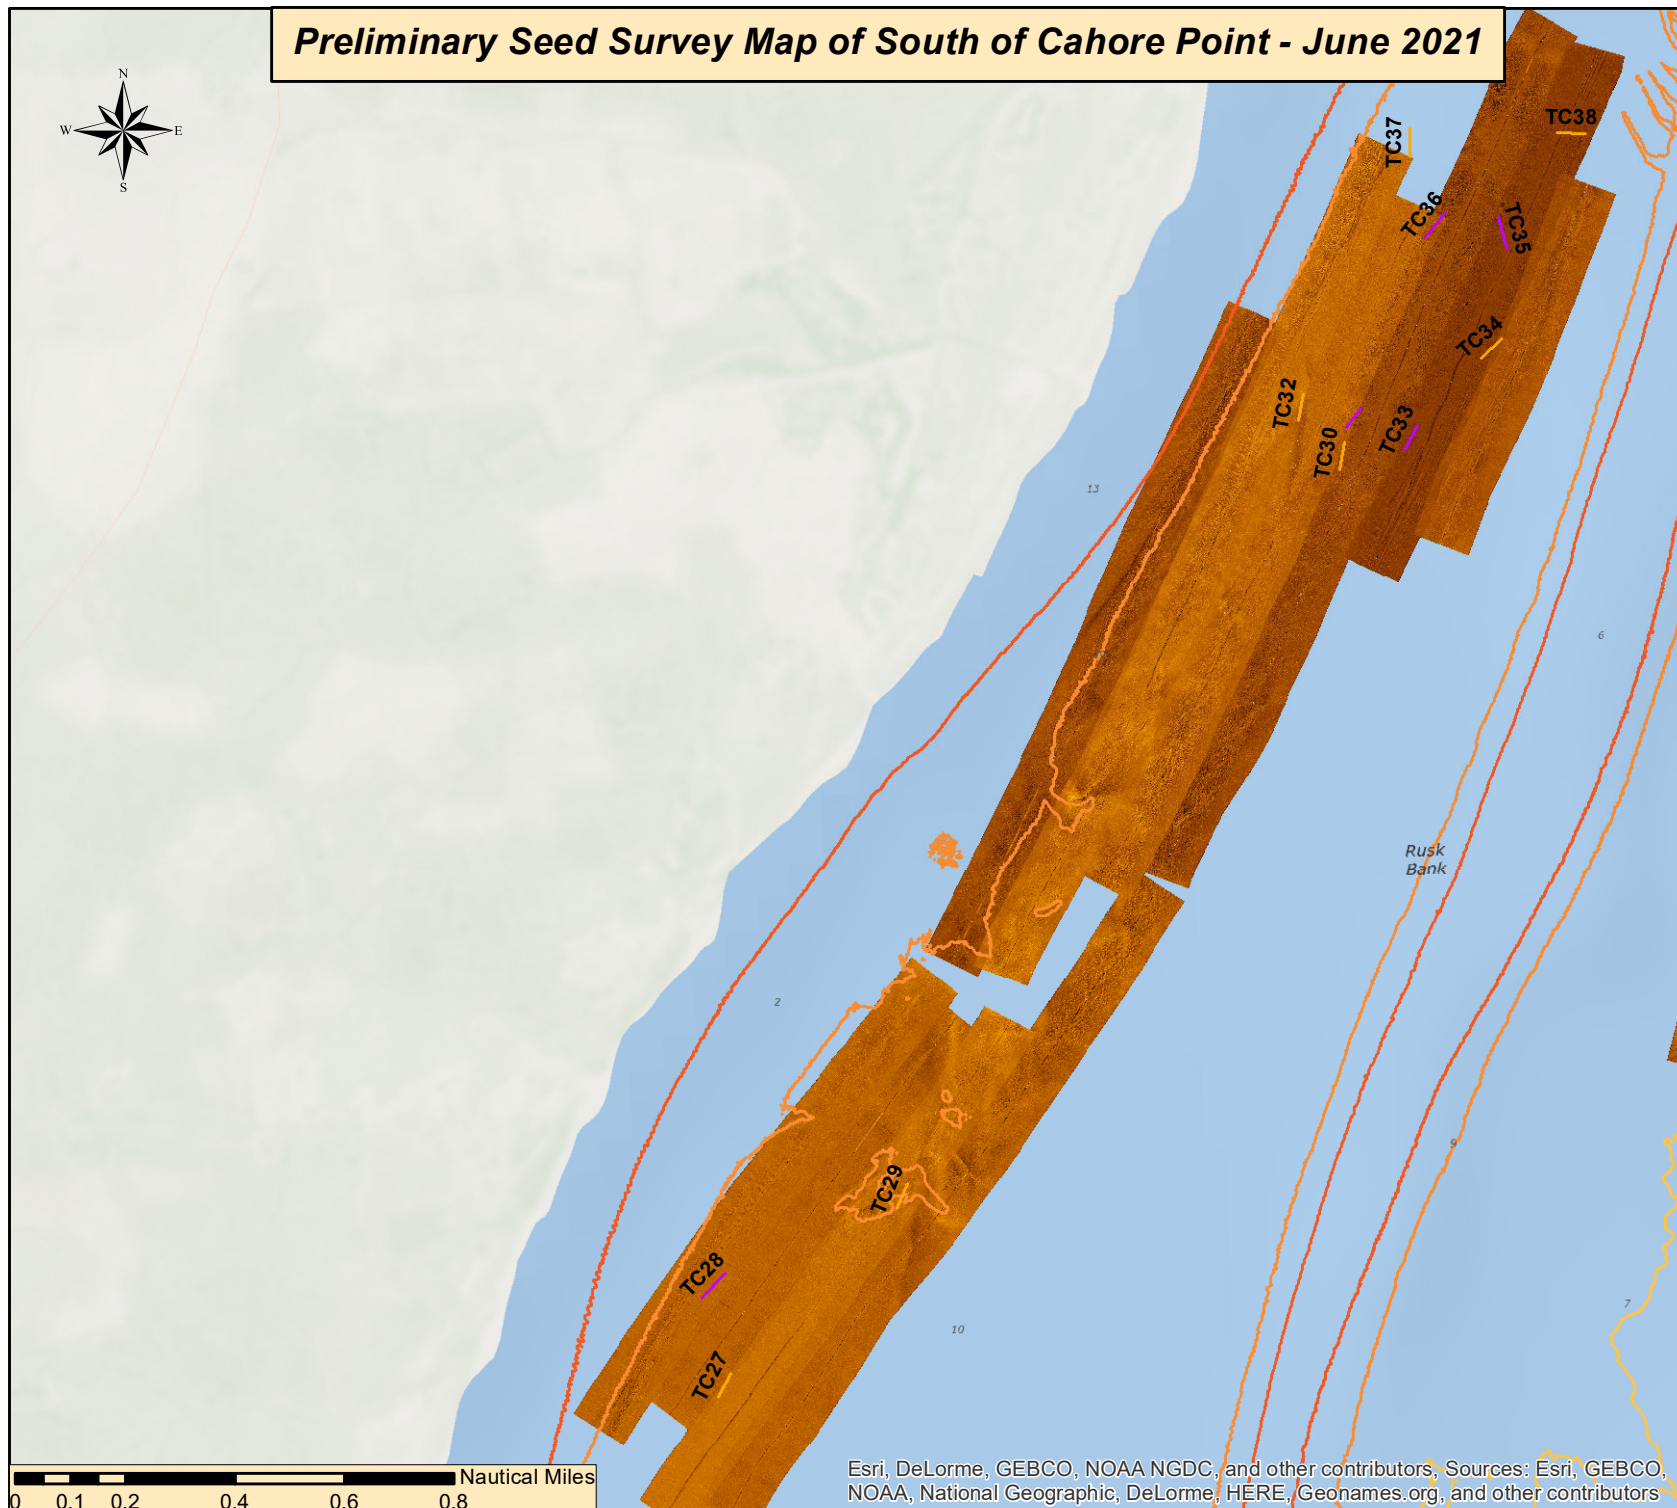 Preliminary Seed Survey Map of South of Cahore Point - June 2021
N
W E
S
TC38
TC37
TC36
TC35
TC34
TC32
TC33
TC30
13
6
Rusk
Bank
2
9
TC29
TC28
7
10
TC27
Nautical Miles
0 0.1 0.2 0.4 0.6 0.8
Esri, DeLorme, GEBCO, NOAA NGDC, and other contributors, Sources: Esri, GEBCO,
NOAA, National Geographic, DeLorme, HERE, Geonames.org, and other contributors